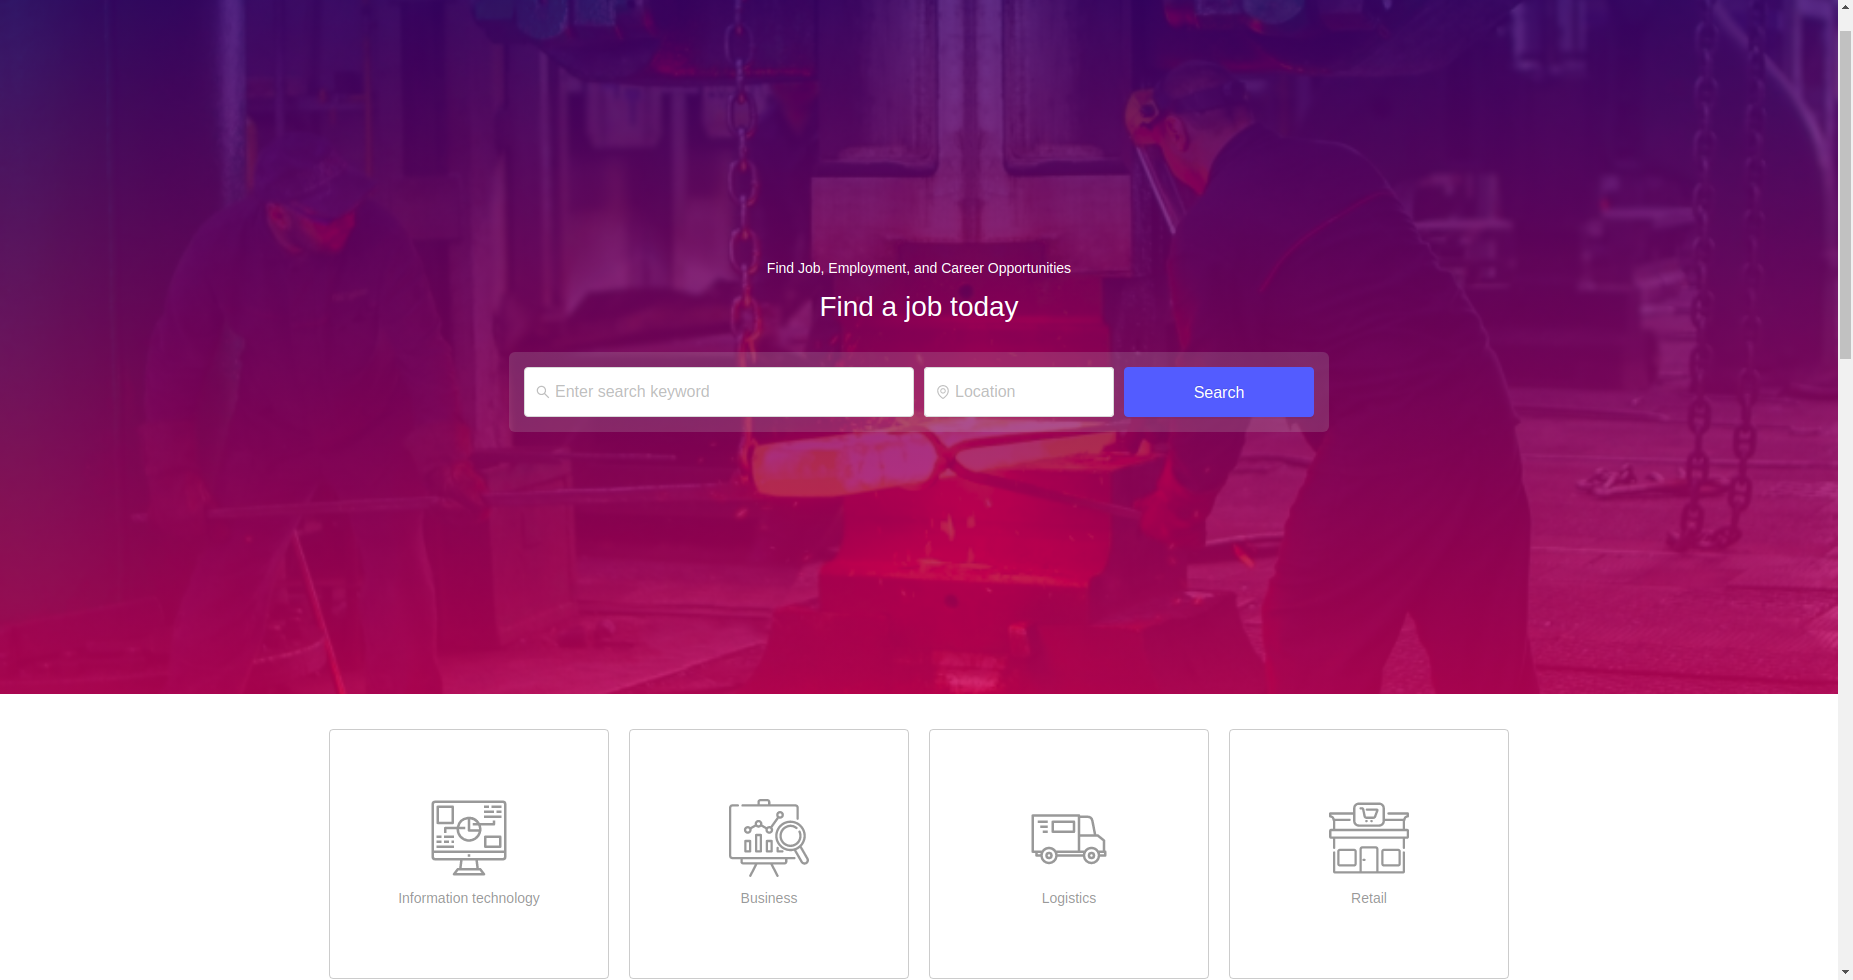 Find Job, Employment, and Career Opportunities
Find a job today
Enter search keyword
Location
Search
Information technology
Business
Logistics
Retail